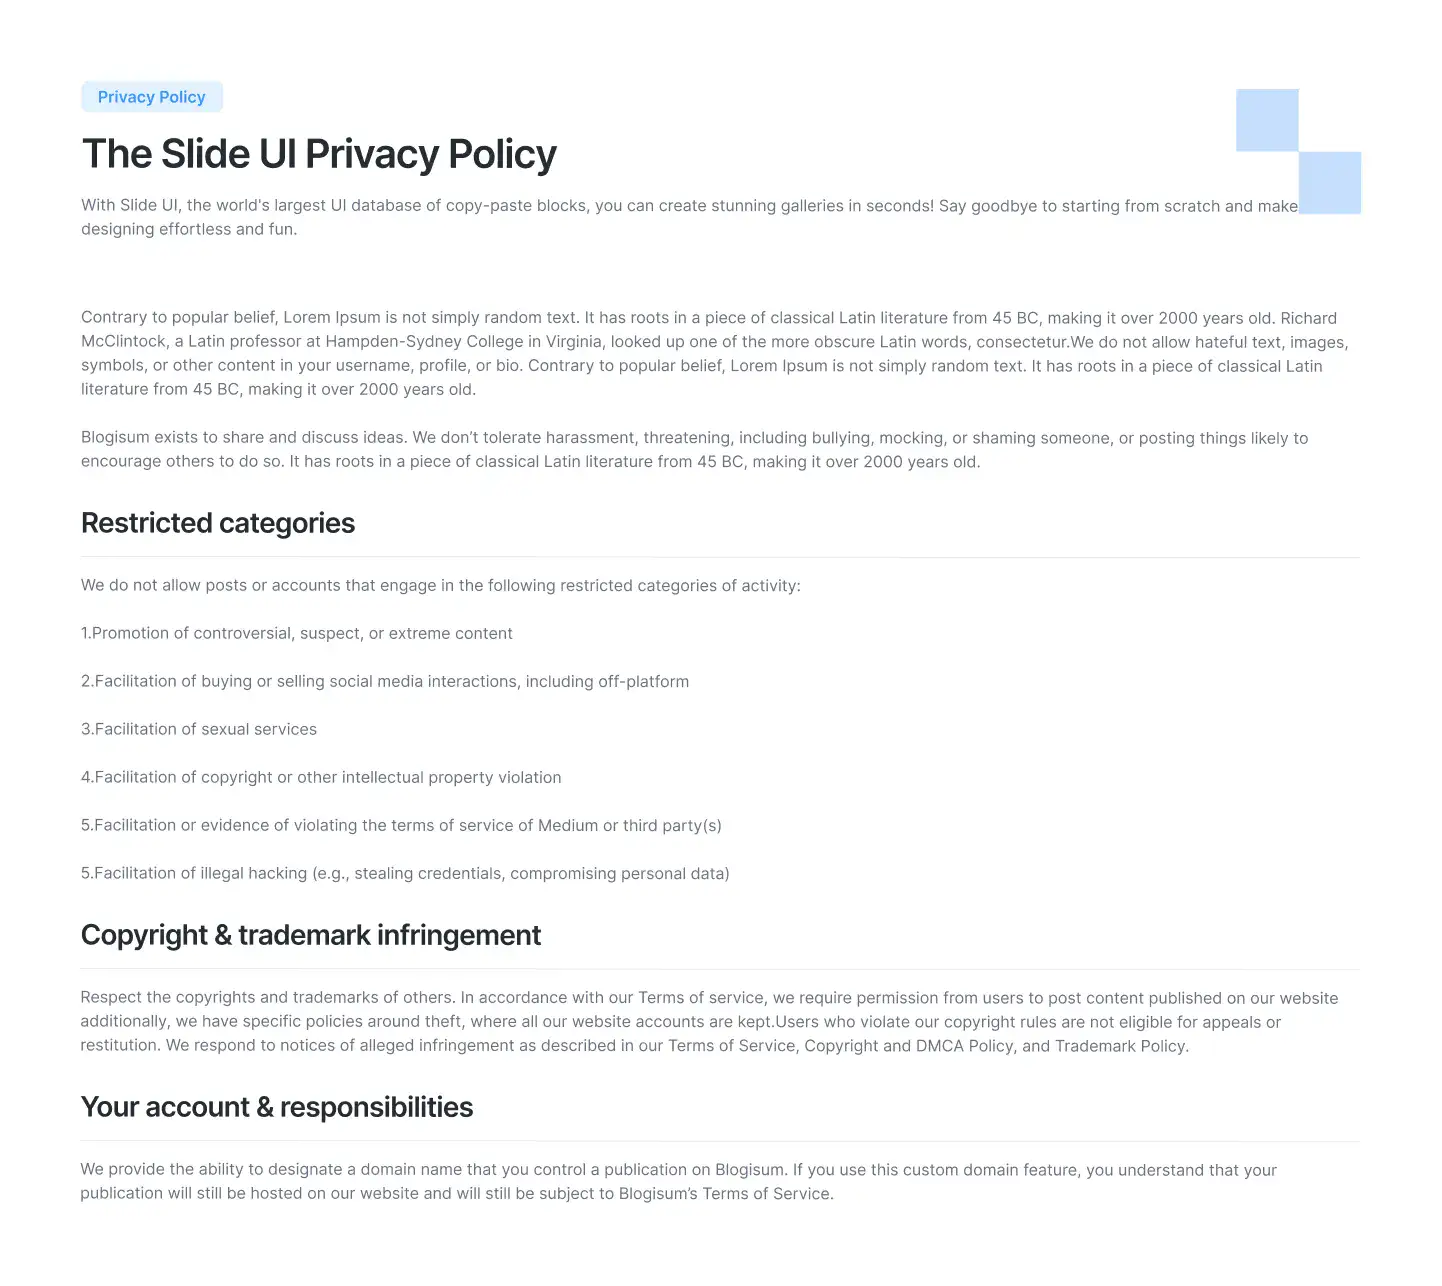 Privacy Policy
The Slide UI Privacy Policy
With Slide UI, the world's largest UI database of copy-paste blocks, you can create stunning galleries in seconds! Say goodbye to starting from scratch and make
designing effortless and fun.
Contrary to popular belief, Lorem Ipsum is not simply random text. It has roots in a piece of classical Latin literature from 45 BC, making it over 2000 years old. Richard
McClintock, a Latin professor at Hampden-Sydney College in Virginia, looked up one of the more obscure Latin words, consectetur.We do not allow hateful text, images,
symbols, or other content in your username, profile, or bio. Contrary to popular belief, Lorem Ipsum is not simply random text. It has roots in a piece of classical Latin
literature from 45 BC, making it over 2000 years old.
Blogisum exists to share and discuss ideas. We don’t tolerate harassment, threatening, including bullying, mocking, or shaming someone, or posting things likely to
encourage others to do so. It has roots in a piece of classical Latin literature from 45 BC, making it over 2000 years old.
Restricted categories
We do not allow posts or accounts that engage in the following restricted categories of activity:
1.Promotion of controversial, suspect, or extreme content
2.Facilitation of buying or selling social media interactions, including off-platform
3.Facilitation of sexual services
4.Facilitation of copyright or other intellectual property violation
5.Facilitation or evidence of violating the terms of service of Medium or third party(s)
5.Facilitation of illegal hacking (e.g., stealing credentials, compromising personal data)
Copyright & trademark infringement
Respect the copyrights and trademarks of others. In accordance with our Terms of service, we require permission from users to post content published on our website
additionally, we have specific policies around theft, where all our website accounts are kept.Users who violate our copyright rules are not eligible for appeals or
restitution. We respond to notices of alleged infringement as described in our Terms of Service, Copyright and DMCA Policy, and Trademark Policy.
Your account & responsibilities
We provide the ability to designate a domain name that you control a publication on Blogisum. If you use this custom domain feature, you understand that your
publication will still be hosted on our website and will still be subject to Blogisum’s Terms of Service.